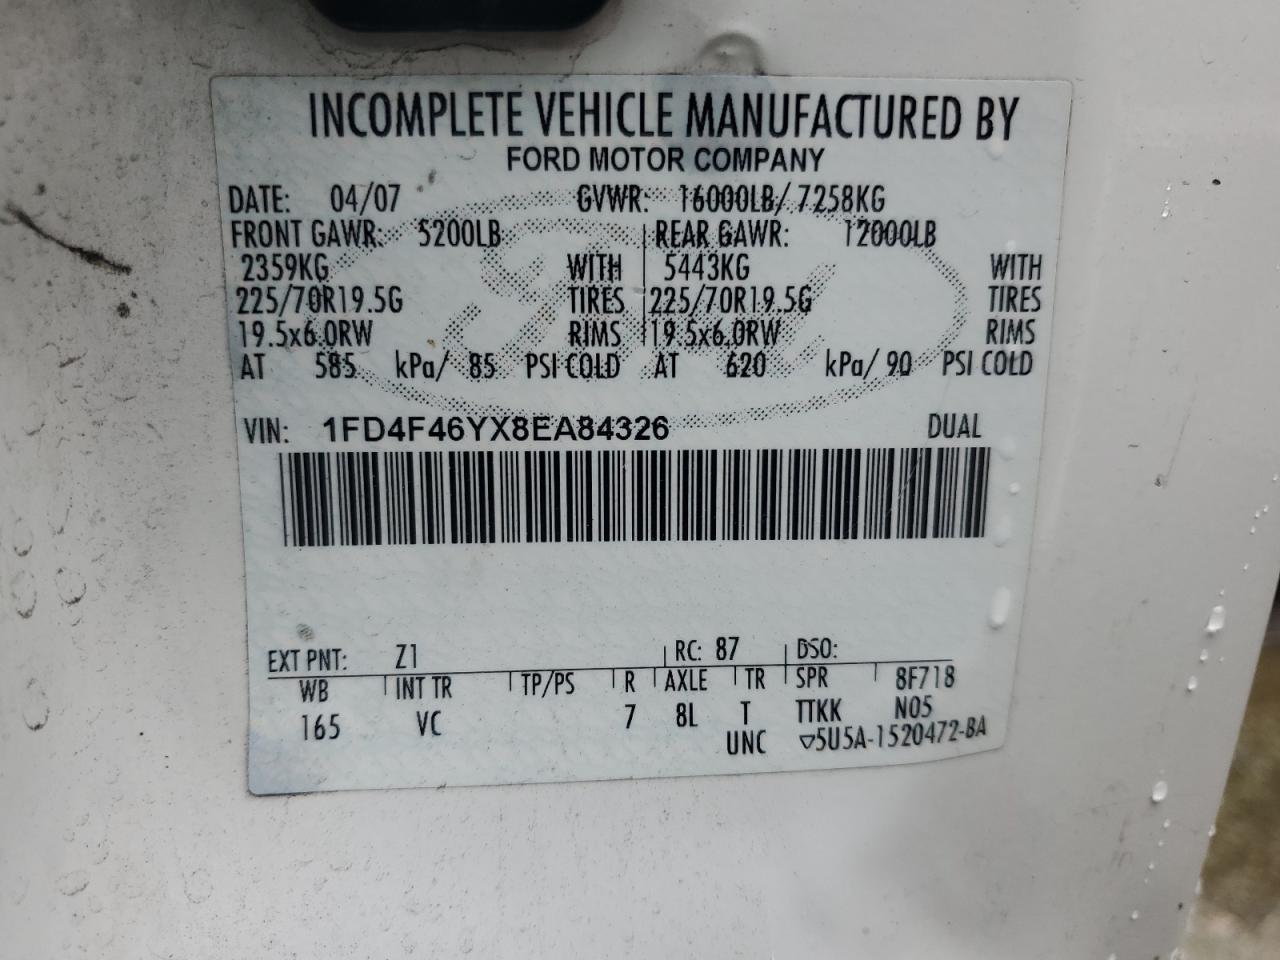 INCOMPLETE VEHICLE MANUFACTURED BY
FORD MOTOR COMPANY
DATE: 04/07 GVWR: 16000LB/ 7258KG
FRONT GAWR: 5200LB REAR GAWR: 12000LB
2359KG WITH 5443KG WITH
225/70R19.5G TIRES 225/70R19.5G TIRES
19.5x6.0RW RIMS 19.5x6.0RW RIMS
AT 585 kPa/ 85 PSI COLD AT 620 kPa/ 90 PSI COLD
VIN: 1FD4F46YX8EA84326 DUAL
EXT PNT: Z1 RC: 87 DSO:
WB INT TR TP/PS R AXLE TR SPR 8F718
165 VC 7 8L T TTKK N05
UNC ▽5U5A-1520472-BA